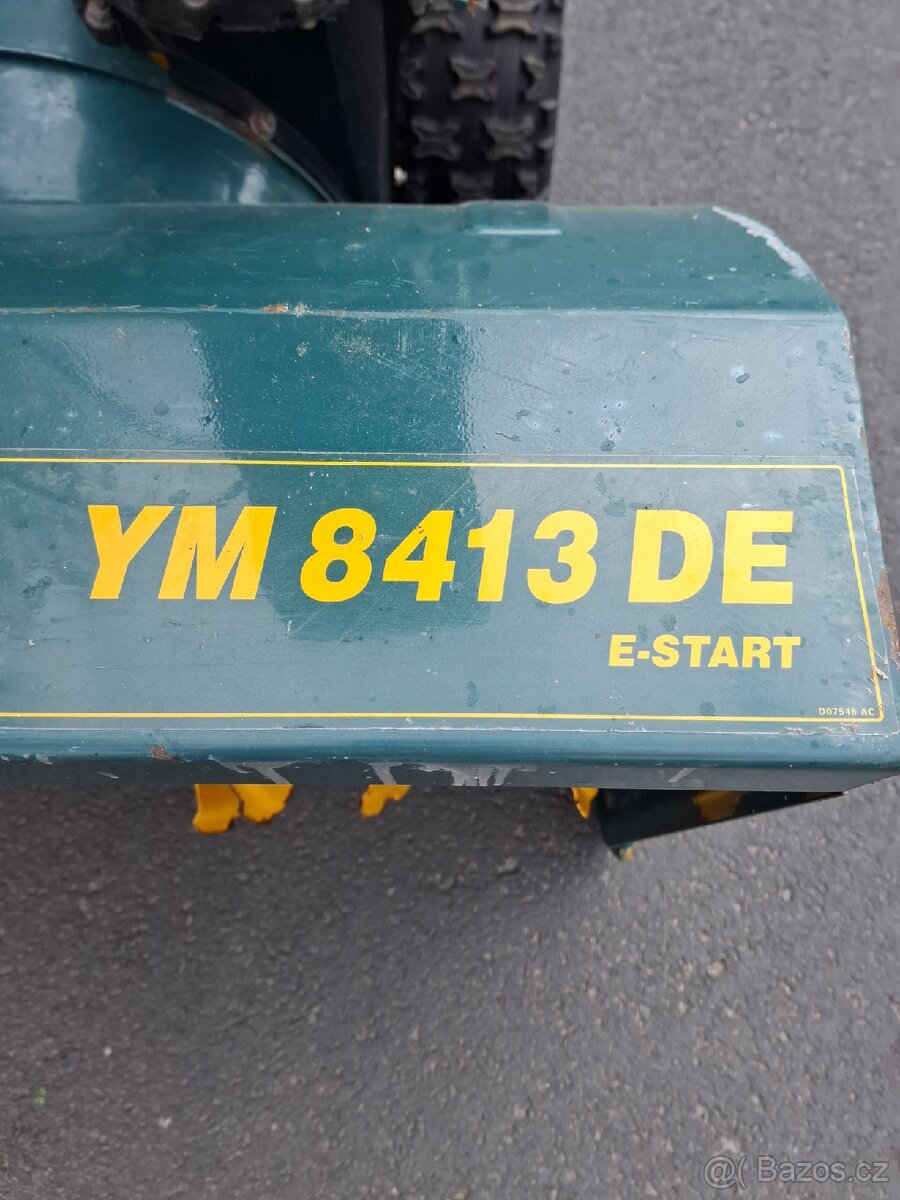 YM 8413 DE
E-START
D07548 AC
@( Bazos.cz